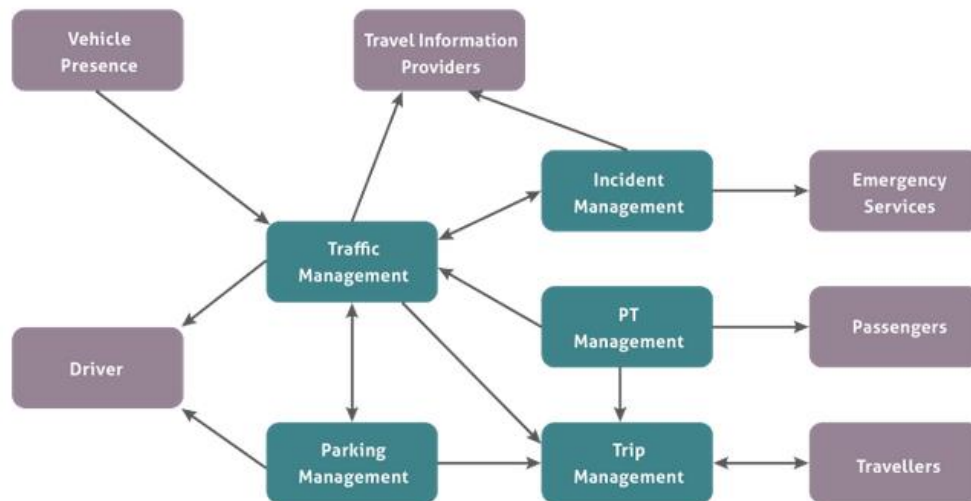 Vehicle
Presence
Travel Information
Providers
Incident
Management
Emergency
Services
Traffic
Management
PT
Management
Passengers
Driver
Parking
Management
Trip
Management
Travellers